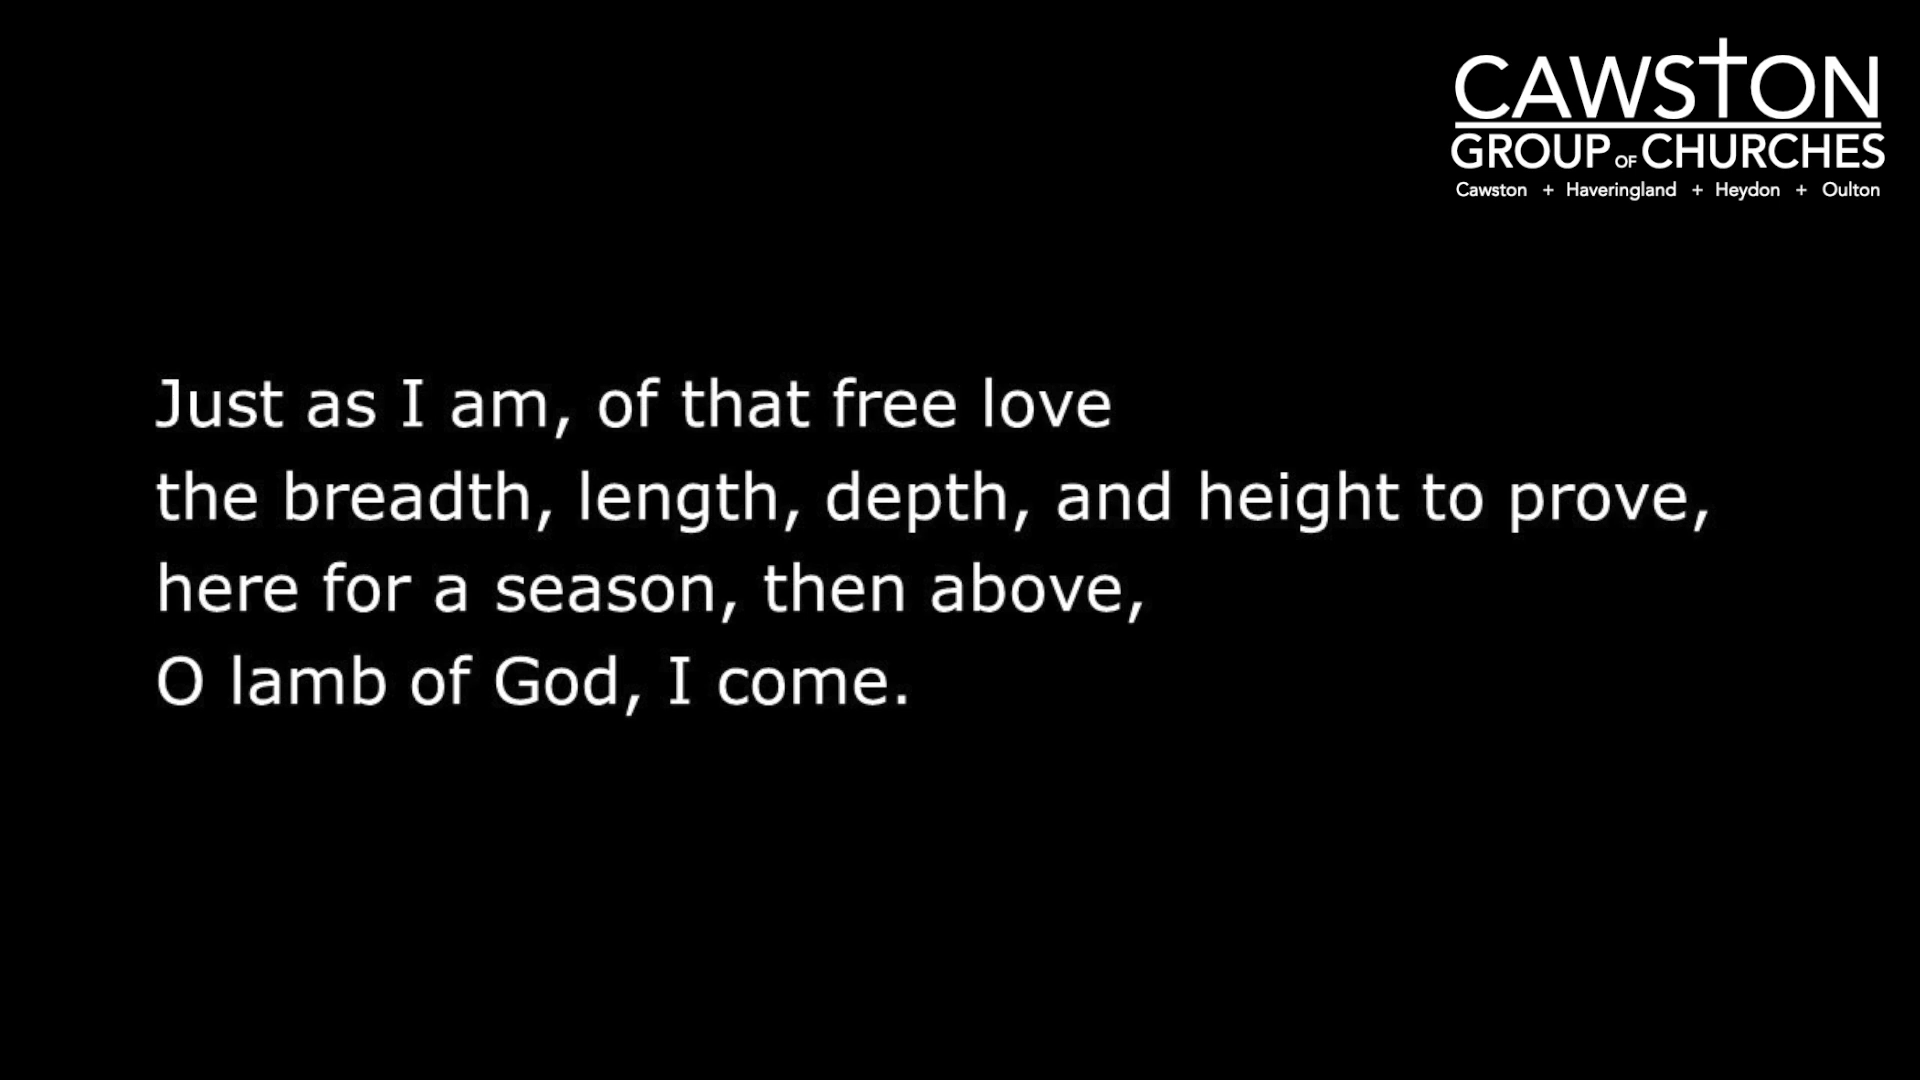 CAWSTON
GROUP OF CHURCHES
Cawston + Haveringland + Heydon + Oulton
Just as I am, of that free love
the breadth, length, depth, and height to prove,
here for a season, then above,
O lamb of God, I come.